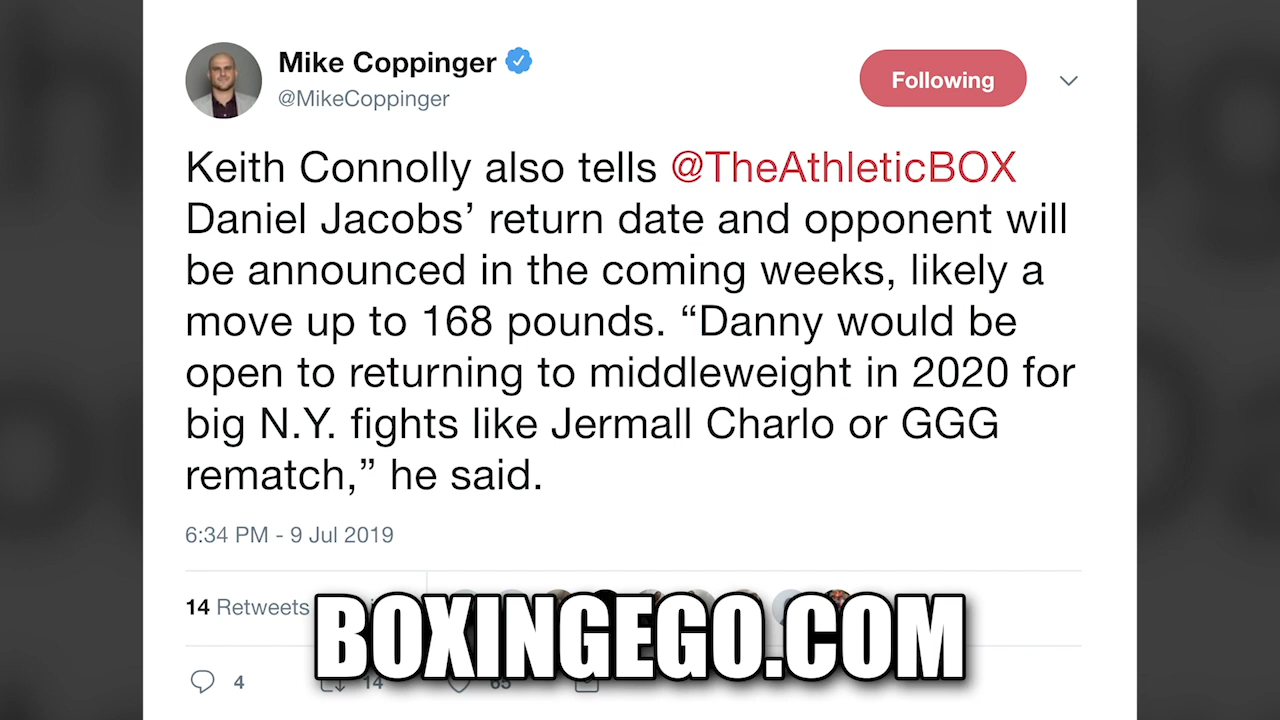 Mike Coppinger
@MikeCoppinger
Following
Keith Connolly also tells @TheAthleticBOX
Daniel Jacobs’ return date and opponent will
be announced in the coming weeks, likely a
move up to 168 pounds. “Danny would be
open to returning to middleweight in 2020 for
big N.Y. fights like Jermall Charlo or GGG
rematch,” he said.
6:34 PM - 9 Jul 2019
14 Retweets
BOXINGEGO.COM
4 14 65